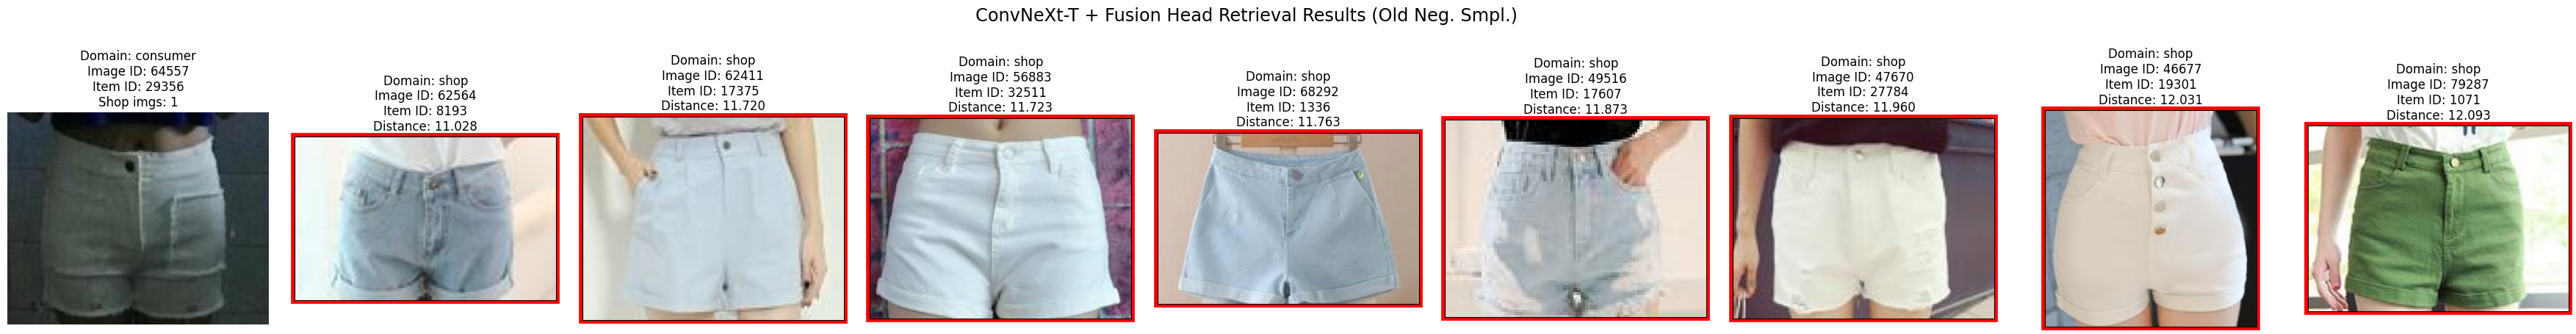 ConvNeXt-T + Fusion Head Retrieval Results (Old Neg. Smpl.)
Domain: consumer
Image ID: 64557
Item ID: 29356
Shop imgs: 1
Domain: shop
Image ID: 62564
Item ID: 8193
Distance: 11.028
Domain: shop
Image ID: 62411
Item ID: 17375
Distance: 11.720
Domain: shop
Image ID: 56883
Item ID: 32511
Distance: 11.723
Domain: shop
Image ID: 68292
Item ID: 1336
Distance: 11.763
Domain: shop
Image ID: 49516
Item ID: 17607
Distance: 11.873
Domain: shop
Image ID: 47670
Item ID: 27784
Distance: 11.960
Domain: shop
Image ID: 46677
Item ID: 19301
Distance: 12.031
Domain: shop
Image ID: 79287
Item ID: 1071
Distance: 12.093